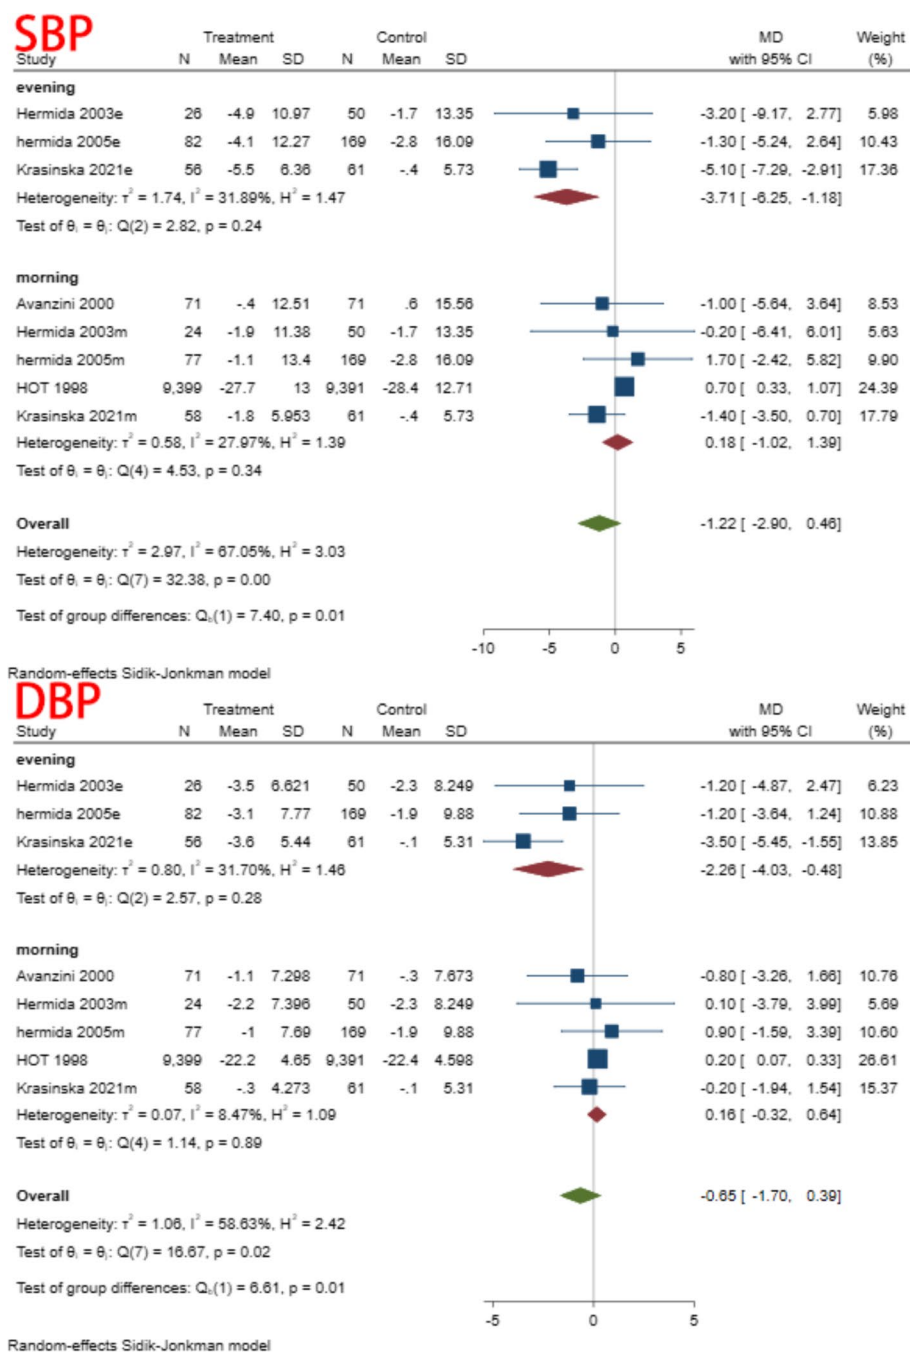 SBP
Treatment Control MD Weight
Study N Mean SD N Mean SD with 95% CI (%)
evening
Hermida 2003e 26 -4.9 10.97 50 -1.7 13.35 -3.20 [ -9.17, 2.77] 5.98
hermida 2005e 82 -4.1 12.27 169 -2.8 16.09 -1.30 [ -5.24, 2.64] 10.43
Krasinska 2021e 56 -5.5 6.36 61 -.4 5.73 -5.10 [ -7.29, -2.91] 17.36
Heterogeneity: τ² = 1.74, I² = 31.89%, H² = 1.47 -3.71 [ -6.25, -1.18]
Test of θᵢ = θⱼ: Q(2) = 2.82, p = 0.24
morning
Avanzini 2000 71 -.4 12.51 71 .6 15.56 -1.00 [ -5.64, 3.64] 8.53
Hermida 2003m 24 -1.9 11.38 50 -1.7 13.35 -0.20 [ -6.41, 6.01] 5.63
hermida 2005m 77 -1.1 13.4 169 -2.8 16.09 1.70 [ -2.42, 5.82] 9.90
HOT 1998 9,399 -27.7 13 9,391 -28.4 12.71 0.70 [ 0.33, 1.07] 24.39
Krasinska 2021m 58 -1.8 5.953 61 -.4 5.73 -1.40 [ -3.50, 0.70] 17.79
Heterogeneity: τ² = 0.58, I² = 27.97%, H² = 1.39 0.18 [ -1.02, 1.39]
Test of θᵢ = θⱼ: Q(4) = 4.53, p = 0.34
Overall -1.22 [ -2.90, 0.46]
Heterogeneity: τ² = 2.97, I² = 67.05%, H² = 3.03
Test of θᵢ = θⱼ: Q(7) = 32.38, p = 0.00
Test of group differences: Q_b(1) = 7.40, p = 0.01
-10 -5 0 5
Random-effects Sidik-Jonkman model
DBP
Treatment Control MD Weight
Study N Mean SD N Mean SD with 95% CI (%)
evening
Hermida 2003e 26 -3.5 6.621 50 -2.3 8.249 -1.20 [ -4.87, 2.47] 6.23
hermida 2005e 82 -3.1 7.77 169 -1.9 9.88 -1.20 [ -3.64, 1.24] 10.88
Krasinska 2021e 56 -3.6 5.44 61 -.1 5.31 -3.50 [ -5.45, -1.55] 13.85
Heterogeneity: τ² = 0.80, I² = 31.70%, H² = 1.46 -2.26 [ -4.03, -0.48]
Test of θᵢ = θⱼ: Q(2) = 2.57, p = 0.28
morning
Avanzini 2000 71 -1.1 7.298 71 -.3 7.673 -0.80 [ -3.26, 1.66] 10.76
Hermida 2003m 24 -2.2 7.396 50 -2.3 8.249 0.10 [ -3.79, 3.99] 5.69
hermida 2005m 77 -1 7.69 169 -1.9 9.88 0.90 [ -1.59, 3.39] 10.60
HOT 1998 9,399 -22.2 4.65 9,391 -22.4 4.598 0.20 [ 0.07, 0.33] 26.61
Krasinska 2021m 58 -.3 4.273 61 -.1 5.31 -0.20 [ -1.94, 1.54] 15.37
Heterogeneity: τ² = 0.07, I² = 8.47%, H² = 1.09 0.16 [ -0.32, 0.64]
Test of θᵢ = θⱼ: Q(4) = 1.14, p = 0.89
Overall -0.65 [ -1.70, 0.39]
Heterogeneity: τ² = 1.06, I² = 58.63%, H² = 2.42
Test of θᵢ = θⱼ: Q(7) = 16.67, p = 0.02
Test of group differences: Q_b(1) = 6.61, p = 0.01
-5 0 5
Random-effects Sidik-Jonkman model